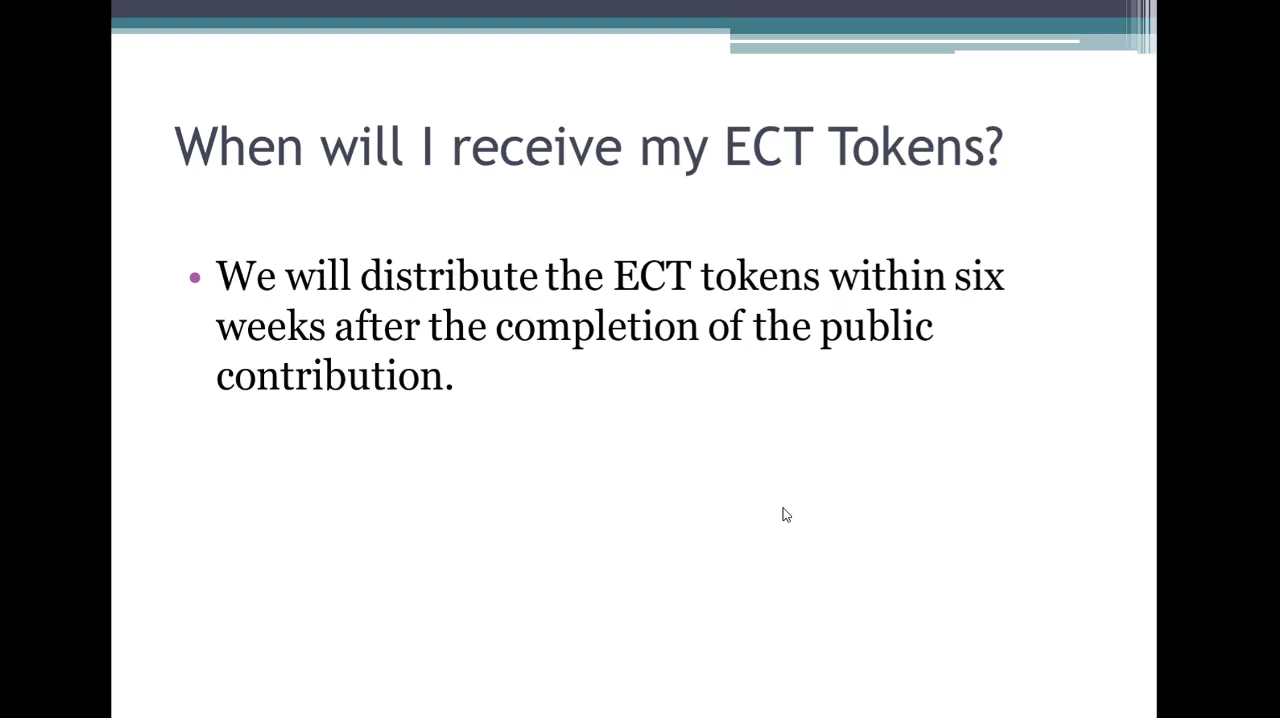 When will I receive my ECT Tokens?
• We will distribute the ECT tokens within six
weeks after the completion of the public
contribution.